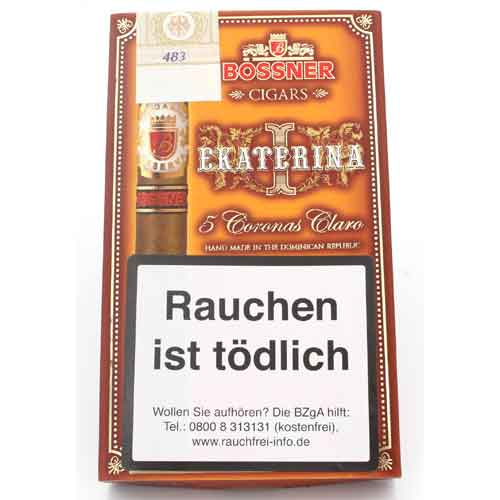 483
BOSSNER
CIGARS
EKATERINA
I
5 Coronas Claro
HAND MADE IN THE DOMINICAN REPUBLIC
BOSSNER
Rauchen
ist tödlich
Wollen Sie aufhören? Die BZgA hilft:
Tel.: 0800 8 313131 (kostenfrei),
www.rauchfrei-info.de